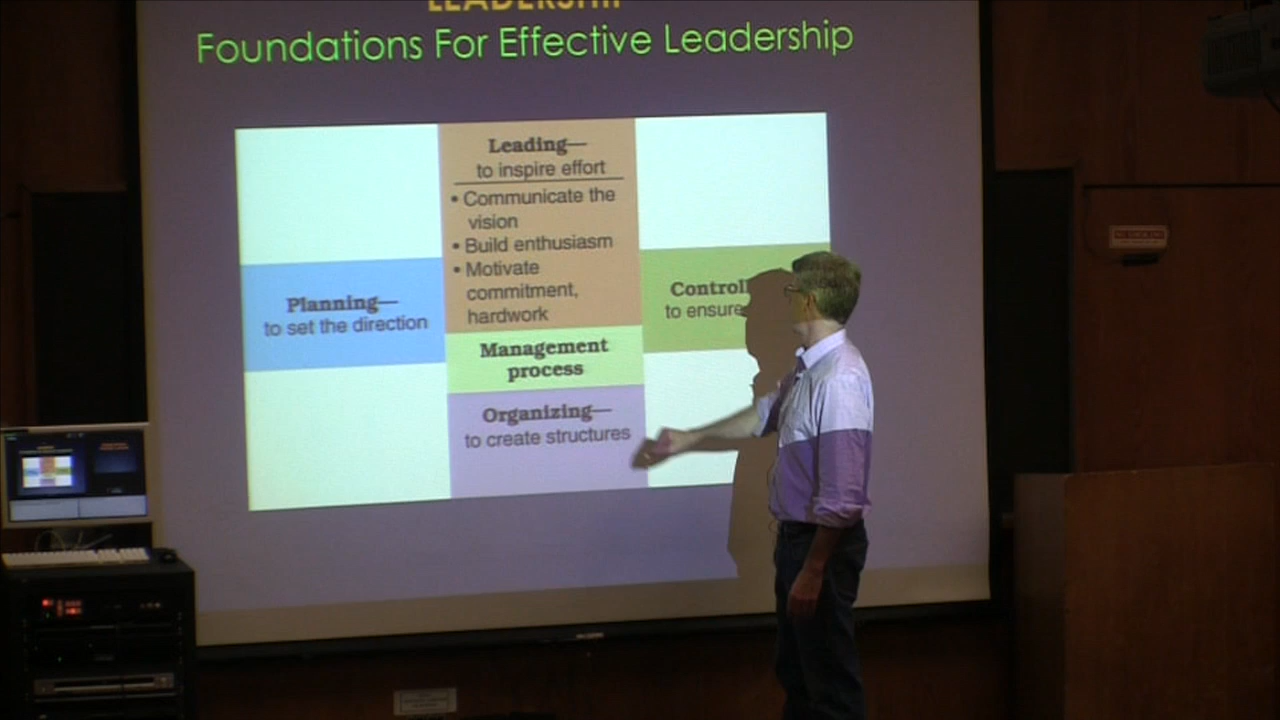 LEADERSHIP
Foundations For Effective Leadership
Leading—
to inspire effort
• Communicate the
vision
• Build enthusiasm
• Motivate
commitment,
hardwork
Planning—
to set the direction
Controll
to ensure
Management
process
Organizing—
to create structures